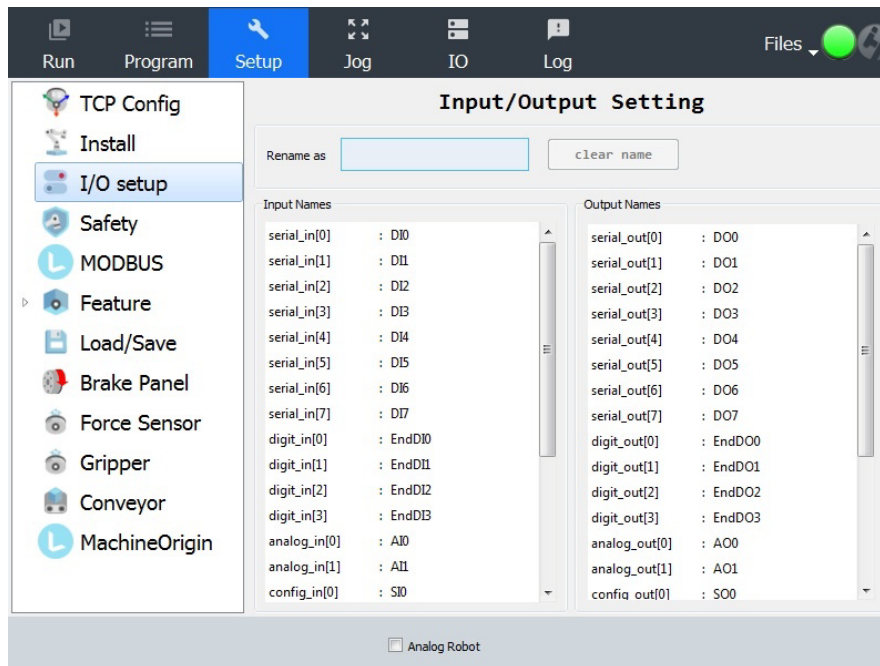 Run Program Setup Jog IO Log Files
TCP Config
Install
I/O setup
Safety
MODBUS
Feature
Load/Save
Brake Panel
Force Sensor
Gripper
Conveyor
MachineOrigin
Input/Output Setting
Rename as clear name
Input Names
serial_in[0] : DI0
serial_in[1] : DI1
serial_in[2] : DI2
serial_in[3] : DI3
serial_in[4] : DI4
serial_in[5] : DI5
serial_in[6] : DI6
serial_in[7] : DI7
digit_in[0] : EndDI0
digit_in[1] : EndDI1
digit_in[2] : EndDI2
digit_in[3] : EndDI3
analog_in[0] : AI0
analog_in[1] : AI1
config_in[0] : SI0
Output Names
serial_out[0] : DO0
serial_out[1] : DO1
serial_out[2] : DO2
serial_out[3] : DO3
serial_out[4] : DO4
serial_out[5] : DO5
serial_out[6] : DO6
serial_out[7] : DO7
digit_out[0] : EndDO0
digit_out[1] : EndDO1
digit_out[2] : EndDO2
digit_out[3] : EndDO3
analog_out[0] : AO0
analog_out[1] : AO1
config_out[0] : SO0
Analog Robot